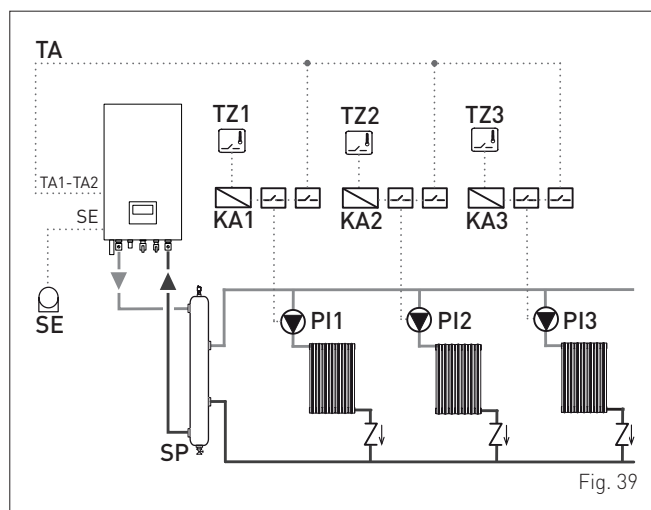 TA
TZ1
TZ2
TZ3
TA1-TA2
KA1
KA2
KA3
SE
SE
PI1
PI2
PI3
SP
Fig. 39